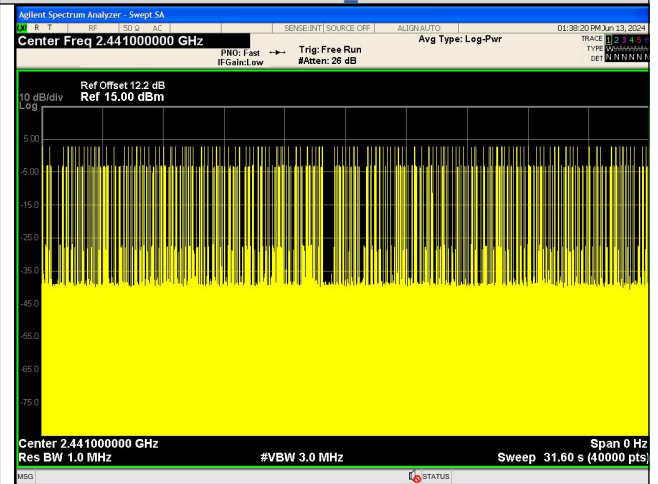 Agilent Spectrum Analyzer - Swept SA
R T RF 50 Ω AC SENSE:INT SOURCE OFF ALIGN AUTO 01:38:20 PM Jun 13, 2024
Center Freq 2.441000000 GHz
PNO: Fast
IFGain:Low
Trig: Free Run
#Atten: 26 dB
Avg Type: Log-Pwr
TRACE 1 2 3 4 5
TYPE
DET N N N N N
Ref Offset 12.2 dB
10 dB/div Ref 15.00 dBm
Log
5.00
-5.00
-15.0
-25.0
-35.0
-45.0
-55.0
-65.0
-75.0
Center 2.441000000 GHz Span 0 Hz
Res BW 1.0 MHz #VBW 3.0 MHz Sweep 31.60 s (40000 pts)
MSG STATUS